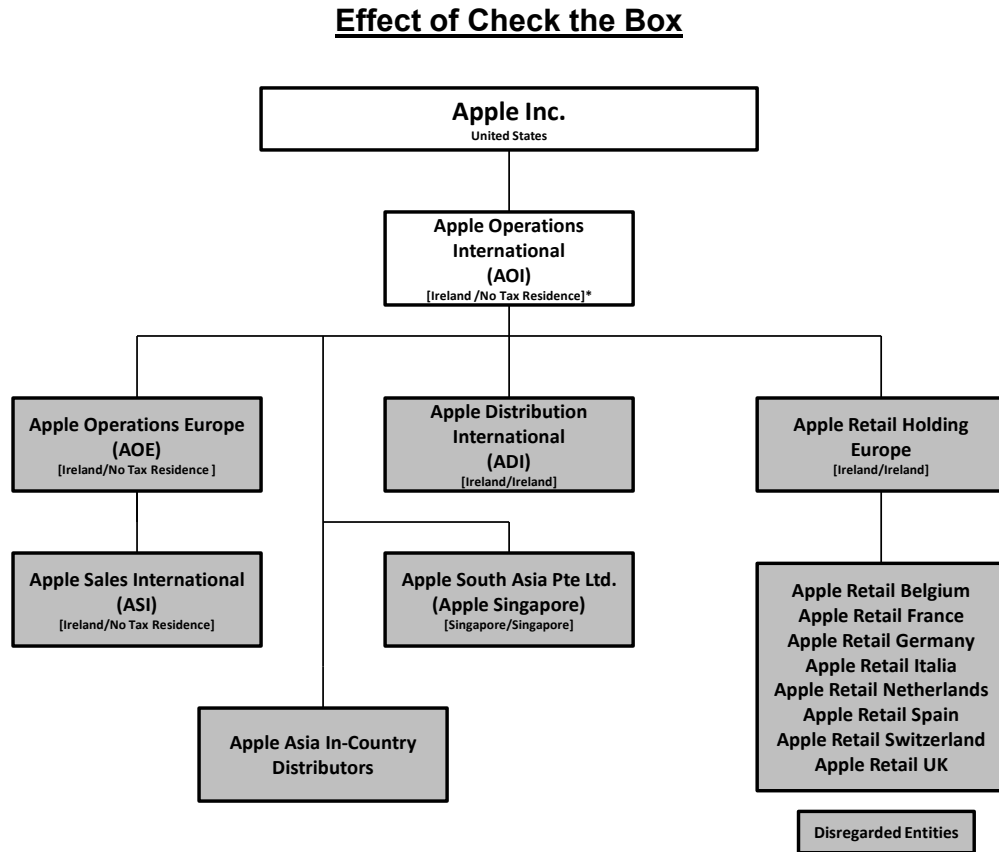 Effect of Check the Box
Apple Inc.
United States
Apple Operations
International
(AOI)
[Ireland /No Tax Residence]*
Apple Operations Europe
(AOE)
[Ireland/No Tax Residence ]
Apple Distribution
International
(ADI)
[Ireland/Ireland]
Apple Retail Holding
Europe
[Ireland/Ireland]
Apple Sales International
(ASI)
[Ireland/No Tax Residence]
Apple South Asia Pte Ltd.
(Apple Singapore)
[Singapore/Singapore]
Apple Retail Belgium
Apple Retail France
Apple Retail Germany
Apple Retail Italia
Apple Retail Netherlands
Apple Retail Spain
Apple Retail Switzerland
Apple Retail UK
Apple Asia In-Country
Distributors
Disregarded Entities